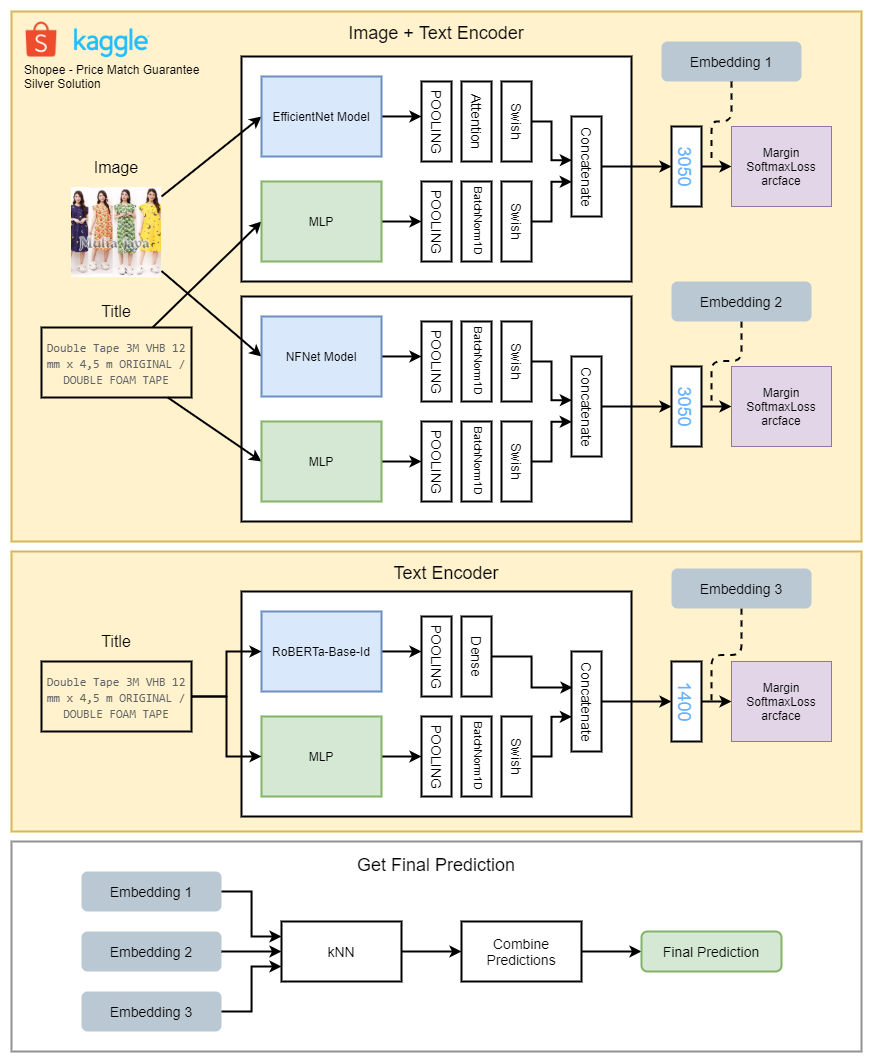 S
kaggle
Shopee - Price Match Guarantee
Silver Solution
Image + Text Encoder
Image
Mulia Jaya
Title
Double Tape 3M VHB 12
mm x 4,5 m ORIGINAL /
DOUBLE FOAM TAPE
EfficientNet Model
POOLING
Attention
Swish
MLP
POOLING
BatchNorm1D
Swish
Concatenate
3050
Embedding 1
Margin
SoftmaxLoss
arcface
NFNet Model
POOLING
BatchNorm1D
Swish
MLP
POOLING
BatchNorm1D
Swish
Concatenate
3050
Embedding 2
Margin
SoftmaxLoss
arcface
Text Encoder
Title
Double Tape 3M VHB 12
mm x 4,5 m ORIGINAL /
DOUBLE FOAM TAPE
RoBERTa-Base-Id
POOLING
Dense
MLP
POOLING
BatchNorm1D
Swish
Concatenate
1400
Embedding 3
Margin
SoftmaxLoss
arcface
Get Final Prediction
Embedding 1
Embedding 2
Embedding 3
kNN
Combine
Predictions
Final Prediction